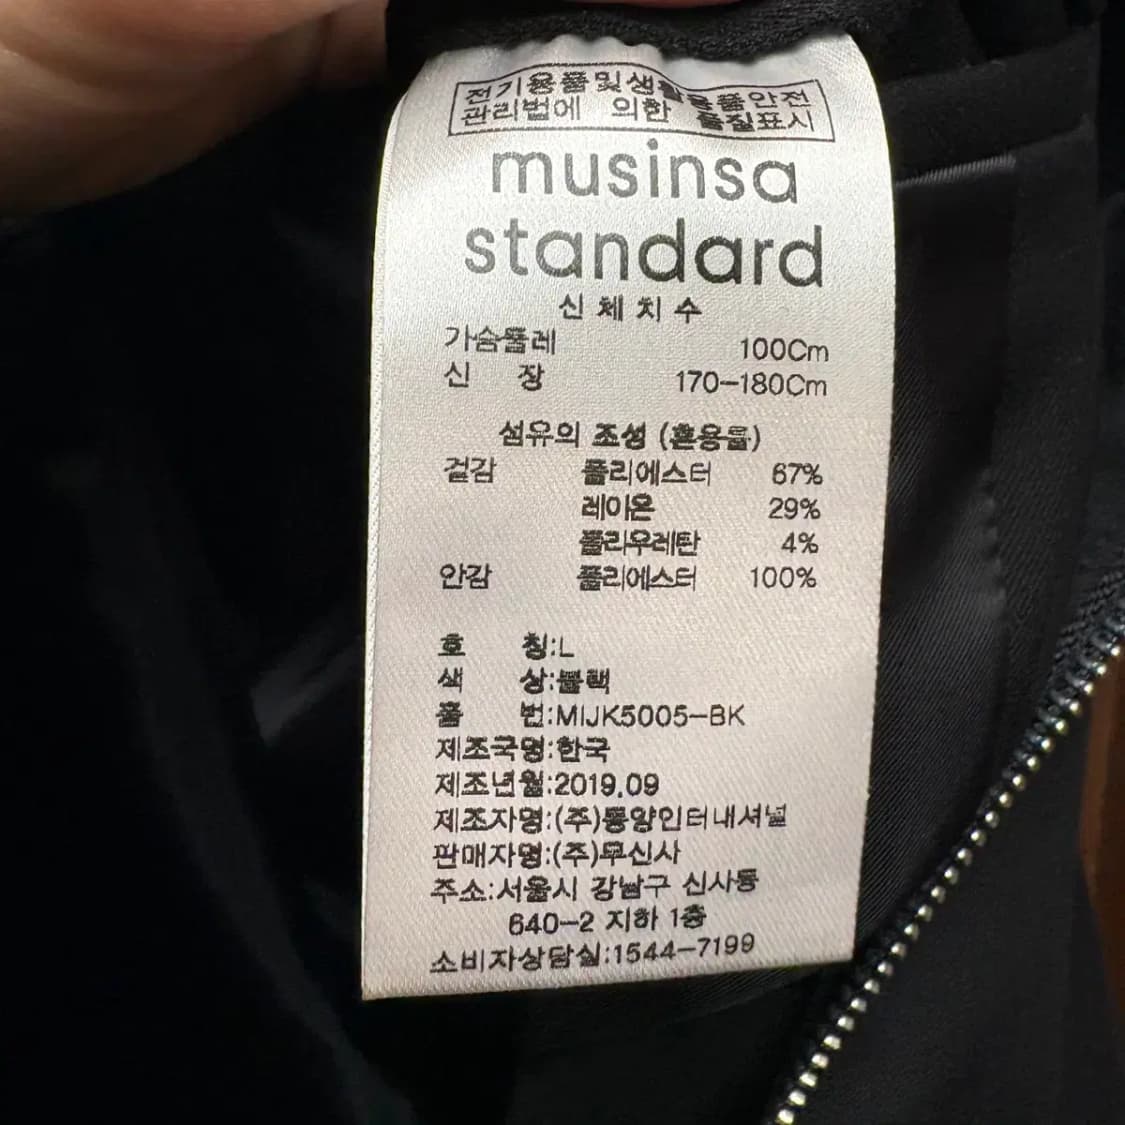 전기용품및생활용품안전
관리법에 의한 품질표시
musinsa
standard
신체치수
가슴둘레 100Cm
신 장 170-180Cm
섬유의 조성 (혼용률)
겉감 폴리에스터 67%
레이온 29%
폴리우레탄 4%
안감 폴리에스터 100%
호 칭:L
색 상:블랙
품 번:MIJK5005-BK
제조국명:한국
제조년월:2019.09
제조자명:(주)동양인터내셔널
판매자명:(주)무신사
주소:서울시 강남구 신사동
640-2 지하 1층
소비자상담실:1544-7199